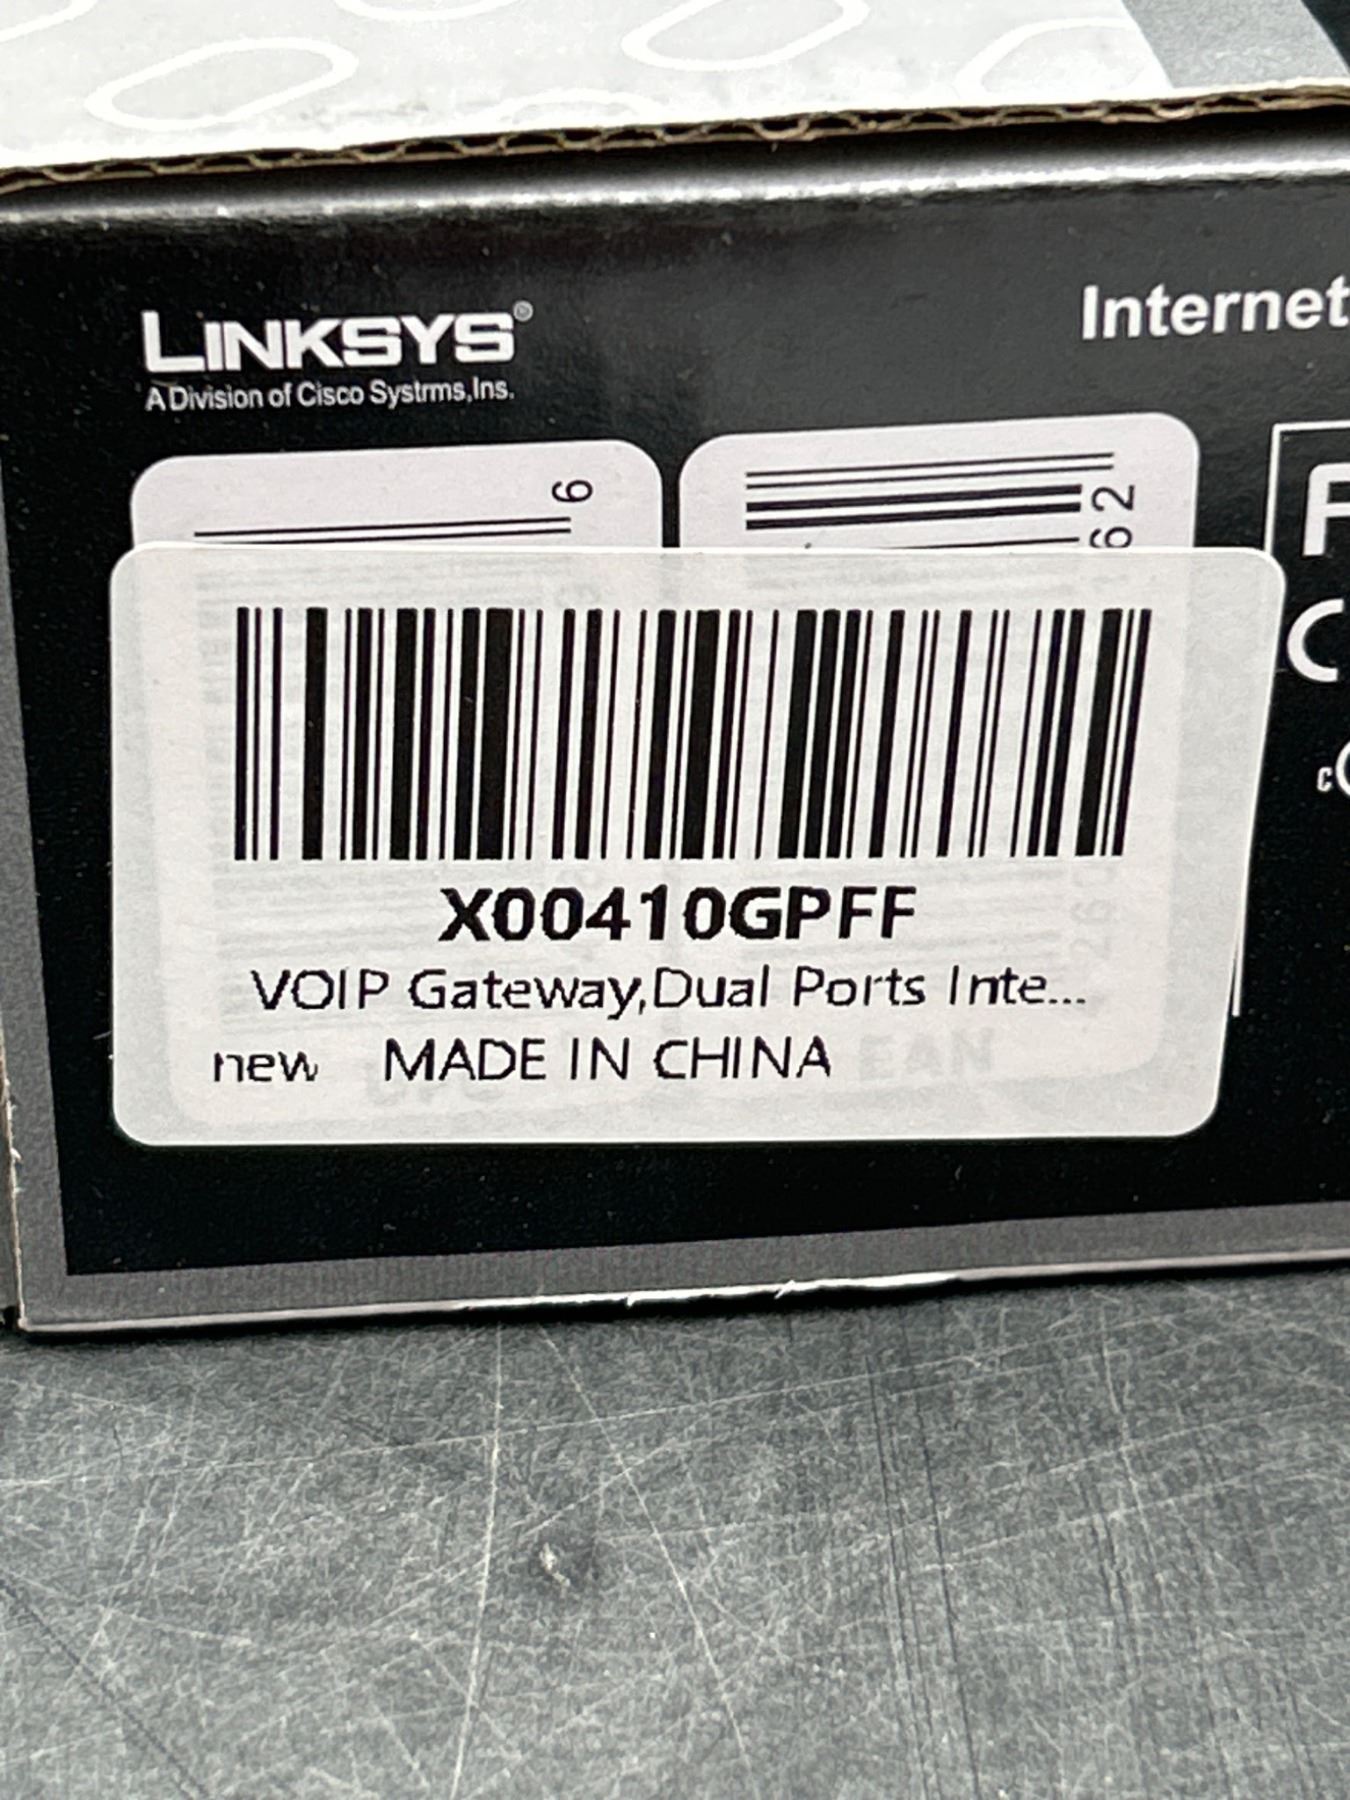 LINKSYS®
A Division of Cisco Systrms,Ins.
Internet
6
62
X00410GPFF
VOIP Gateway,Dual Ports Inte...
new MADE IN CHINA
EAN